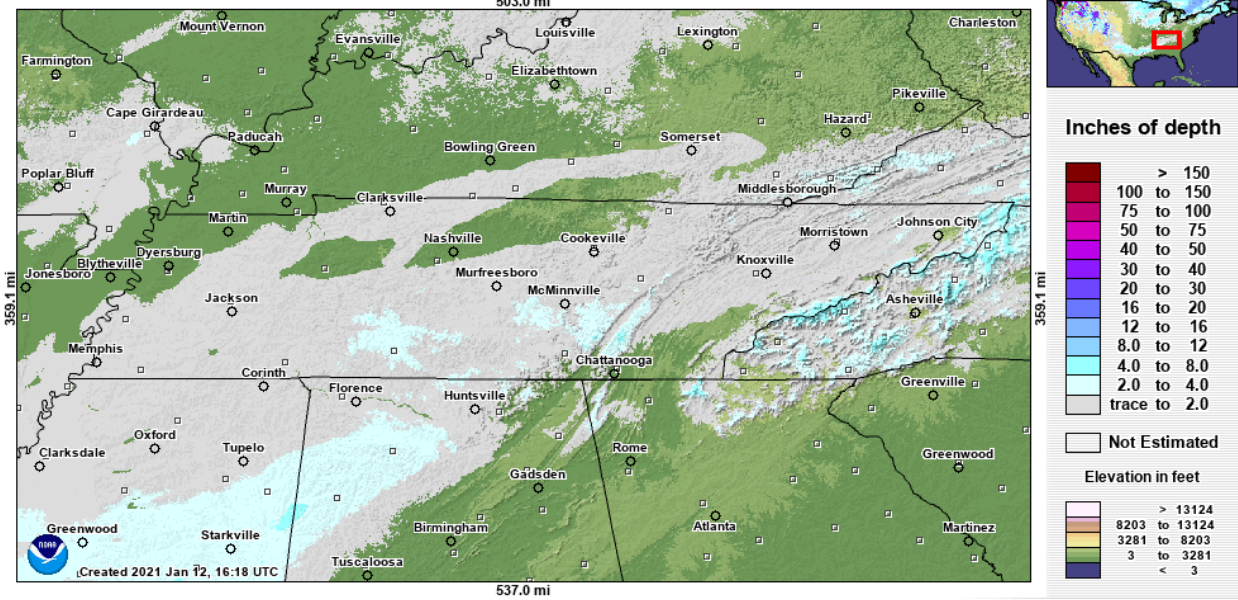 503.0 mi
Mount Vernon
Charleston
Evansville
Louisville
Lexington
Farmington
Elizabethtown
Pikeville
Cape Girardeau
Hazard
Paducah
Somerset
Bowling Green
Poplar Bluff
Murray
Middlesborough
Clarksville
Martin
Johnson City
Nashville
Cookeville
Morristown
Dyersburg
Blytheville
Jonesboro
Knoxville
Murfreesboro
McMinnville
Jackson
Asheville
359.1 mi
359.1 mi
Memphis
Chattanooga
Corinth
Florence
Greenville
Huntsville
Oxford
Tupelo
Rome
Clarksdale
Greenwood
Gadsden
Greenwood
Starkville
Birmingham
Atlanta
Martinez
Tuscaloosa
NOAA
Created 2021 Jan 12, 16:18 UTC
537.0 mi
Inches of depth
> 150
100 to 150
75 to 100
50 to 75
40 to 50
30 to 40
20 to 30
16 to 20
12 to 16
8.0 to 12
4.0 to 8.0
2.0 to 4.0
trace to 2.0
Not Estimated
Elevation in feet
> 13124
8203 to 13124
3281 to 8203
3 to 3281
< 3